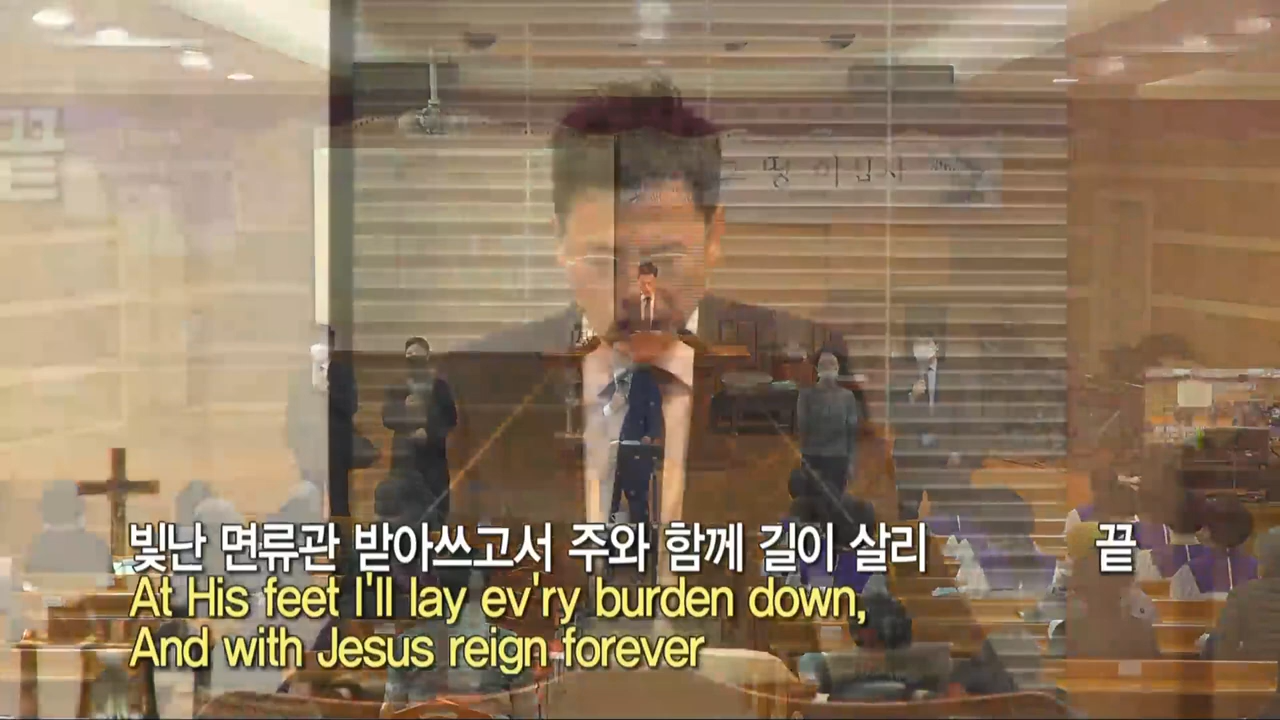 빛난 면류관 받아쓰고서 주와 함께 길이 살리 끝
At His feet I'll lay ev'ry burden down,
And with Jesus reign forever